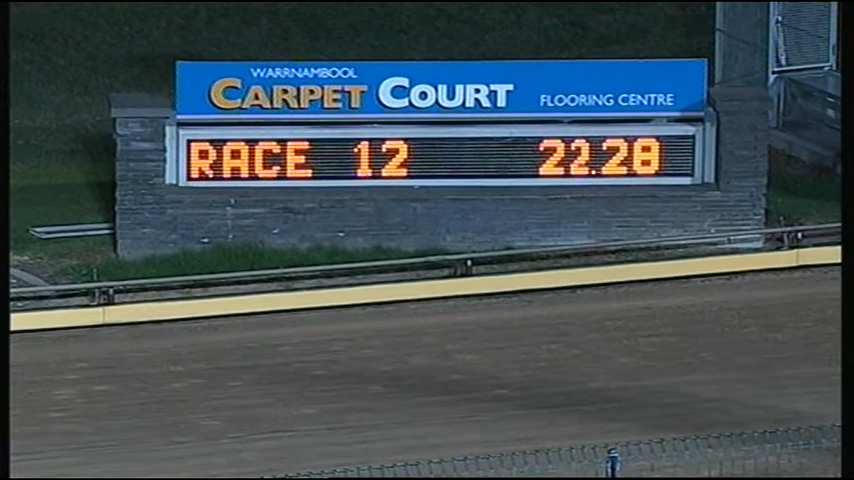 WARRNAMBOOL
CARPET COURT FLOORING CENTRE
RACE 12 22.28